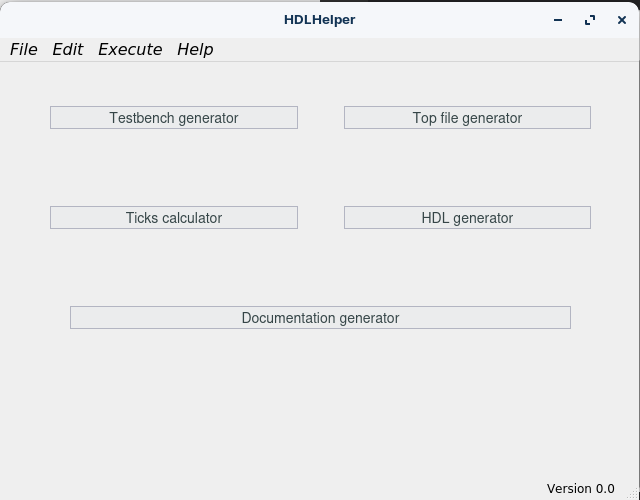 HDLHelper
File Edit Execute Help
Testbench generator Top file generator
Ticks calculator HDL generator
Documentation generator
Version 0.0